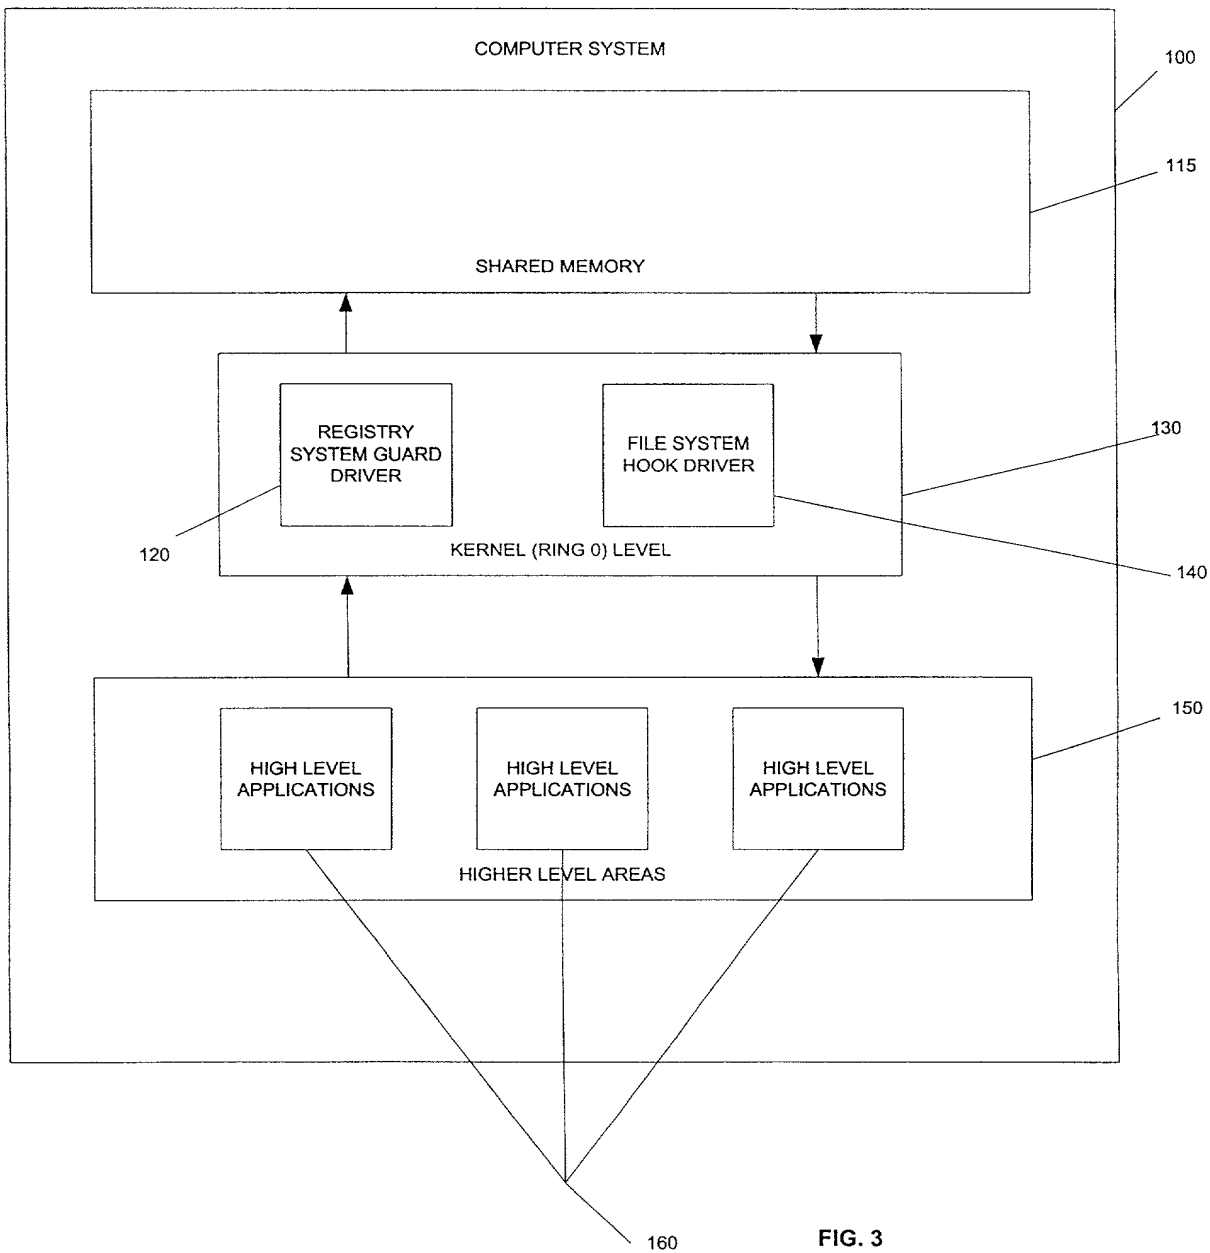 COMPUTER SYSTEM
100
115
SHARED MEMORY
REGISTRY
SYSTEM GUARD
DRIVER
FILE SYSTEM
HOOK DRIVER
130
120
KERNEL (RING 0) LEVEL
140
150
HIGH LEVEL
APPLICATIONS
HIGH LEVEL
APPLICATIONS
HIGH LEVEL
APPLICATIONS
HIGHER LEVEL AREAS
160
FIG. 3